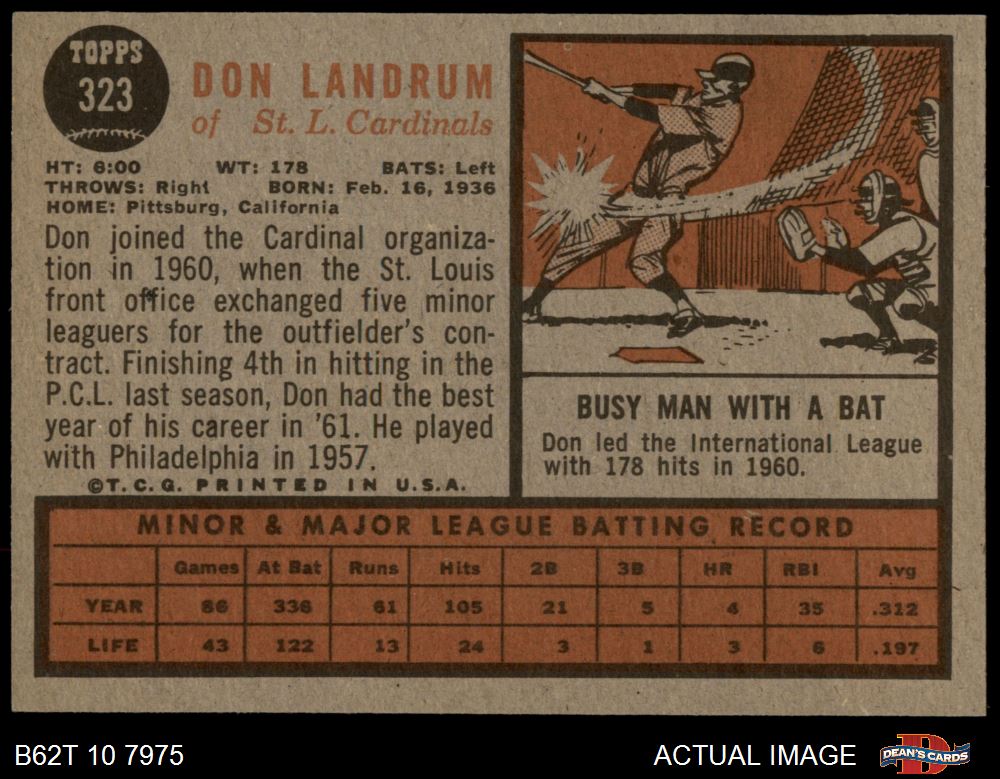 TOPPS
323
DON LANDRUM
of St. L. Cardinals
HT: 6:00 WT: 178 BATS: Left
THROWS: Right BORN: Feb. 16, 1936
HOME: Pittsburg, California
Don joined the Cardinal organiza-
tion in 1960, when the St. Louis
front office exchanged five minor
leaguers for the outfielder's con-
tract. Finishing 4th in hitting in the
P.C.L. last season, Don had the best
year of his career in '61. He played
with Philadelphia in 1957.
©T.C.G. PRINTED IN U.S.A.
BUSY MAN WITH A BAT
Don led the International League
with 178 hits in 1960.
MINOR & MAJOR LEAGUE BATTING RECORD
Games At Bat Runs Hits 2B 3B HR RBI Avg
YEAR 86 336 61 105 21 5 4 35 .312
LIFE 43 122 13 24 3 1 3 6 .197
B62T 10 7975 ACTUAL IMAGE DEAN'S CARDS